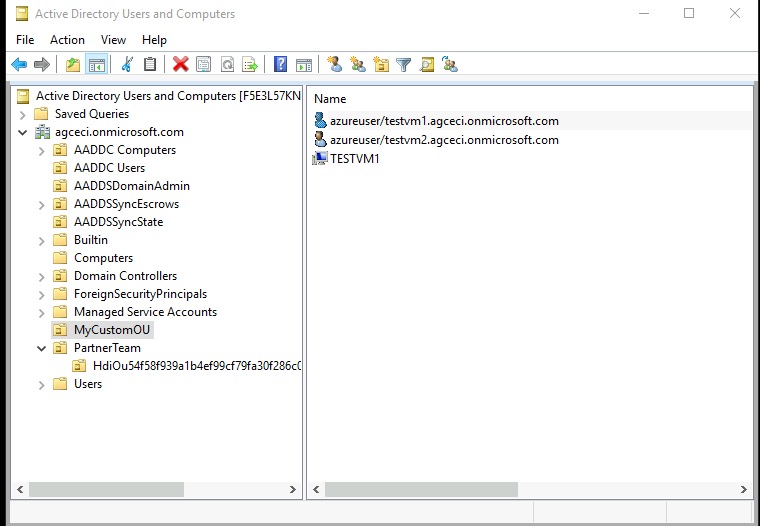 Active Directory Users and Computers
File Action View Help
Active Directory Users and Computers [F5E3L57KN
Saved Queries
agceci.onmicrosoft.com
AADDC Computers
AADDC Users
AADDSDomainAdmin
AADDSSyncEscrows
AADDSSyncState
Builtin
Computers
Domain Controllers
ForeignSecurityPrincipals
Managed Service Accounts
MyCustomOU
PartnerTeam
HdiOu54f58f939a1b4ef99cf79fa30f286c0
Users
Name
azureuser/testvm1.agceci.onmicrosoft.com
azureuser/testvm2.agceci.onmicrosoft.com
TESTVM1